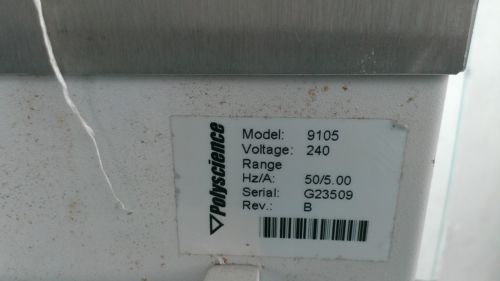 Polyscience
Model: 9105
Voltage: 240
Range
Hz/A: 50/5.00
Serial: G23509
Rev.: B